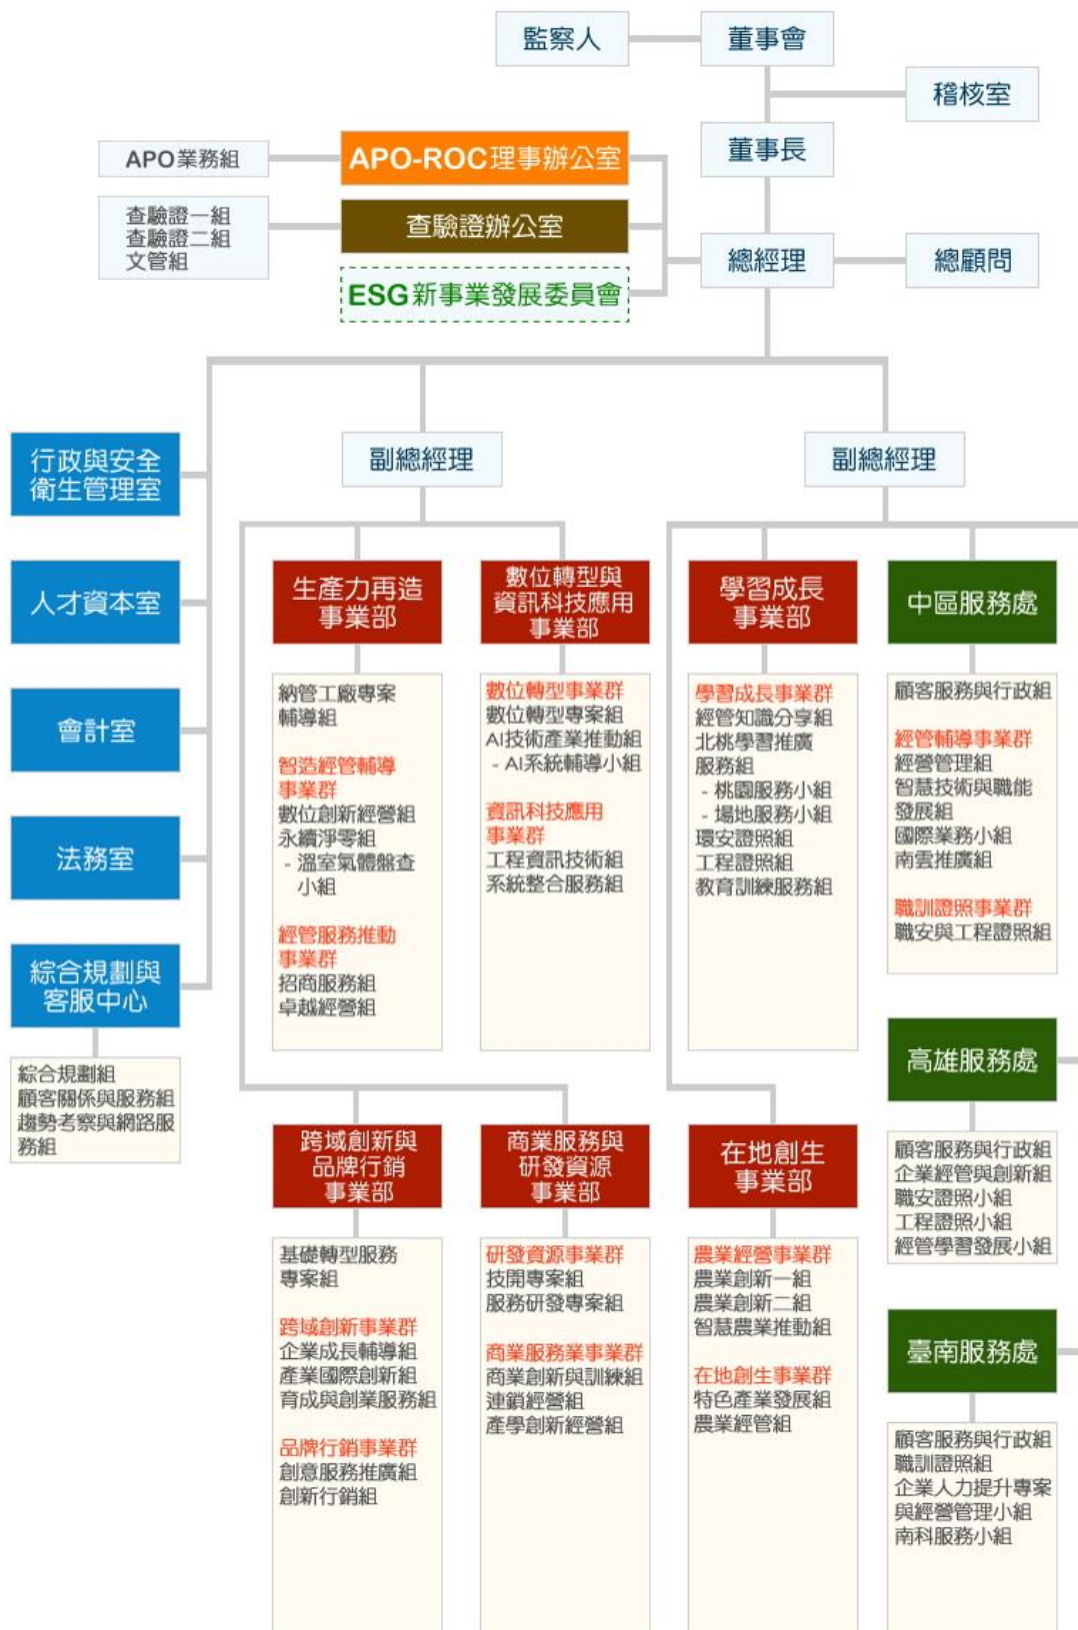 監察人
董事會
稽核室
董事長
APO業務組
APO-ROC理事辦公室
查驗證一組
查驗證二組
文管組
查驗證辦公室
總經理
總顧問
ESG新事業發展委員會
行政與安全
衛生管理室
人才資本室
會計室
法務室
綜合規劃與
客服中心
綜合規劃組
顧客關係與服務組
趨勢考察與網路服
務組
副總經理
副總經理
生產力再造
事業部
納管工廠專案
輔導組
智造經管輔導
事業群
數位創新經營組
永續淨零組
- 溫室氣體盤查
小組
經管服務推動
事業群
招商服務組
卓越經營組
數位轉型與
資訊科技應用
事業部
數位轉型事業群
數位轉型專案組
AI技術產業推動組
- AI系統輔導小組
資訊科技應用
事業群
工程資訊技術組
系統整合服務組
學習成長
事業部
學習成長事業群
經管知識分享組
北桃學習推廣
服務組
- 桃園服務小組
- 場地服務小組
環安證照組
工程證照組
教育訓練服務組
中區服務處
顧客服務與行政組
經管輔導事業群
經營管理組
智慧技術與職能
發展組
國際業務小組
南雲推廣組
職訓證照事業群
職安與工程證照組
高雄服務處
顧客服務與行政組
企業經管與創新組
職安證照小組
工程證照小組
經管學習發展小組
跨域創新與
品牌行銷
事業部
基礎轉型服務
專案組
跨域創新事業群
企業成長輔導組
產業國際創新組
育成與創業服務組
品牌行銷事業群
創意服務推廣組
創新行銷組
商業服務與
研發資源
事業部
研發資源事業群
技開專案組
服務研發專案組
商業服務業事業群
商業創新與訓練組
連鎖經營組
產學創新經營組
在地創生
事業部
農業經營事業群
農業創新一組
農業創新二組
智慧農業推動組
在地創生事業群
特色產業發展組
農業經管組
臺南服務處
顧客服務與行政組
職訓證照組
企業人力提升專案
與經營管理小組
南科服務小組